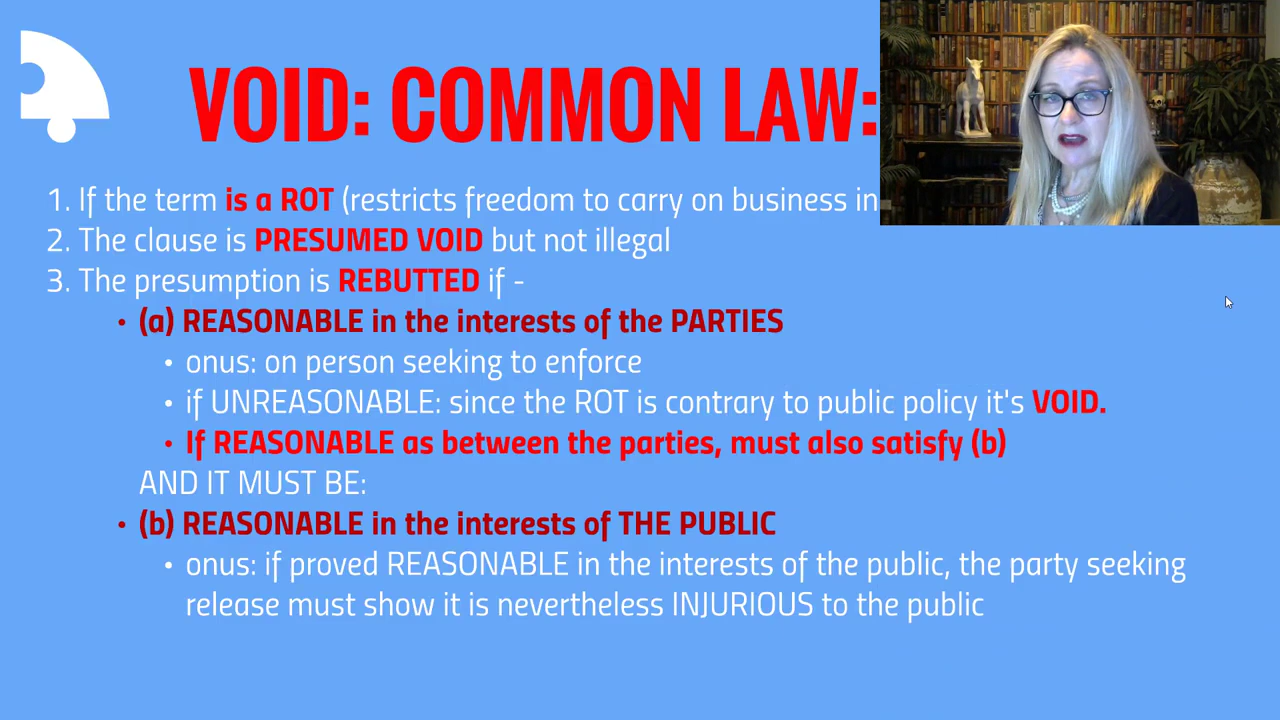 VOID: COMMON LAW:
1. If the term is a ROT (restricts freedom to carry on business in
2. The clause is PRESUMED VOID but not illegal
3. The presumption is REBUTTED if -
• (a) REASONABLE in the interests of the PARTIES
• onus: on person seeking to enforce
• if UNREASONABLE: since the ROT is contrary to public policy it's VOID.
• If REASONABLE as between the parties, must also satisfy (b)
AND IT MUST BE:
• (b) REASONABLE in the interests of THE PUBLIC
• onus: if proved REASONABLE in the interests of the public, the party seeking
release must show it is nevertheless INJURIOUS to the public